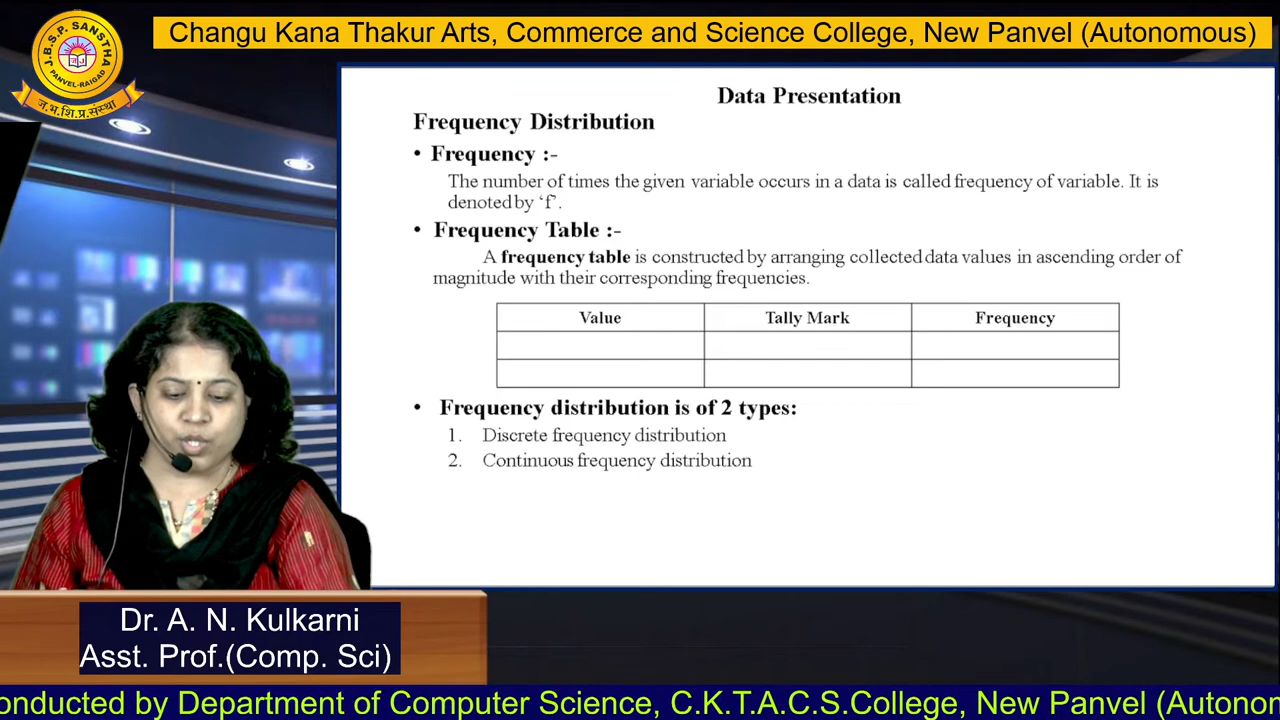 Changu Kana Thakur Arts, Commerce and Science College, New Panvel (Autonomous)
J.B.S.P. SANSTHA
PANVEL-RAIGAD
ज.भ.शि.प्र.संस्था
Data Presentation
Frequency Distribution
• Frequency :-
The number of times the given variable occurs in a data is called frequency of variable. It is
denoted by ‘f’.
• Frequency Table :-
A frequency table is constructed by arranging collected data values in ascending order of
magnitude with their corresponding frequencies.
Value Tally Mark Frequency
• Frequency distribution is of 2 types:
1. Discrete frequency distribution
2. Continuous frequency distribution
Dr. A. N. Kulkarni
Asst. Prof.(Comp. Sci)
onducted by Department of Computer Science, C.K.T.A.C.S.College, New Panvel (Autonor